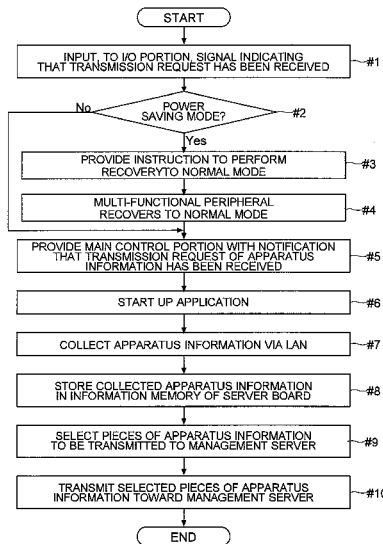 START
INPUT, TO I/O PORTION, SIGNAL INDICATING
THAT TRANSMISSION REQUEST HAS BEEN RECEIVED
#1
No
POWER
SAVING MODE?
#2
Yes
PROVIDE INSTRUCTION TO PERFORM
RECOVERYTO NORMAL MODE
#3
MULTI-FUNCTIONAL PERIPHERAL
RECOVERS TO NORMAL MODE
#4
PROVIDE MAIN CONTROL PORTION WITH NOTIFICATION
THAT TRANSMISSION REQUEST OF APPARATUS
INFORMATION HAS BEEN RECEIVED
#5
START UP APPLICATION
#6
COLLECT APPARATUS INFORMATION VIA LAN
#7
STORE COLLECTED APPARATUS INFORMATION
IN INFORMATION MEMORY OF SERVER BOARD
#8
SELECT PIECES OF APPARATUS INFORMATION
TO BE TRANSMITTED TO MANAGEMENT SERVER
#9
TRANSMIT SELECTED PIECES OF APPARATUS
INFORMATION TOWARD MANAGEMENT SERVER
#10
END